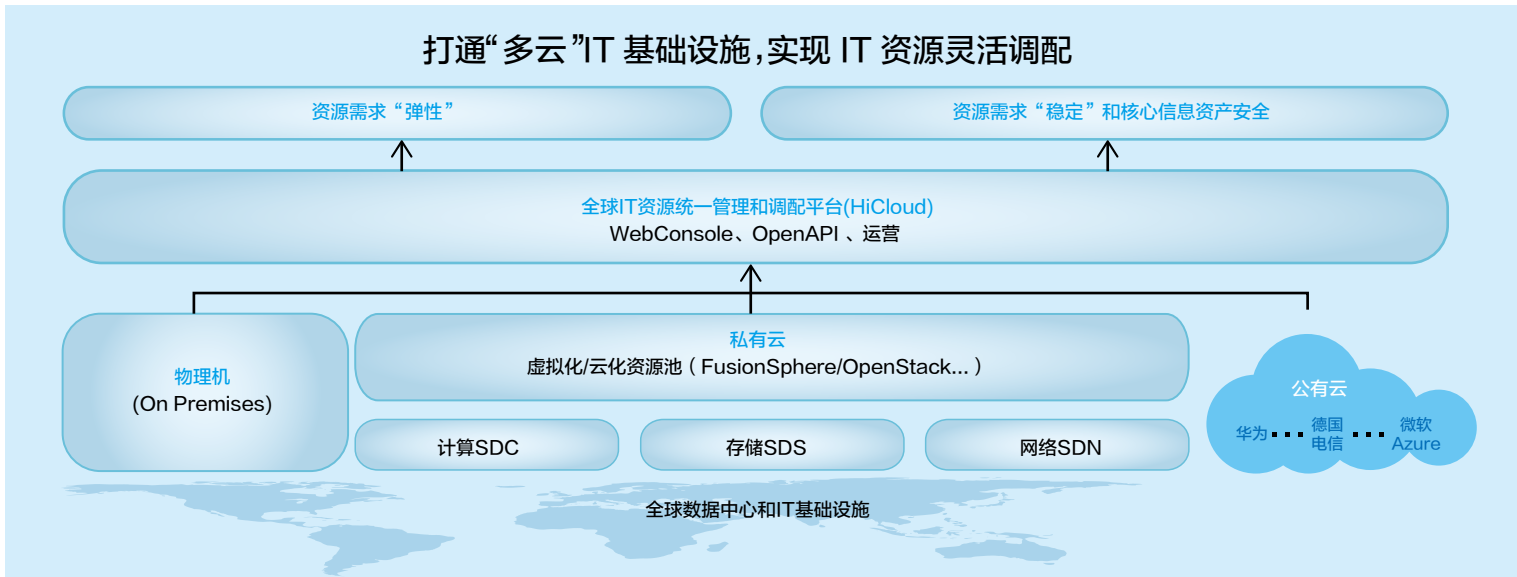 打通“多云”IT 基础设施,实现 IT 资源灵活调配
资源需求“弹性”
资源需求“稳定”和核心信息资产安全
全球IT资源统一管理和调配平台(HiCloud)
WebConsole、OpenAPI 、运营
物理机
(On Premises)
私有云
虚拟化/云化资源池（FusionSphere/OpenStack...）
计算SDC
存储SDS
网络SDN
公有云
华为
德国
电信
微软
Azure
全球数据中心和IT基础设施